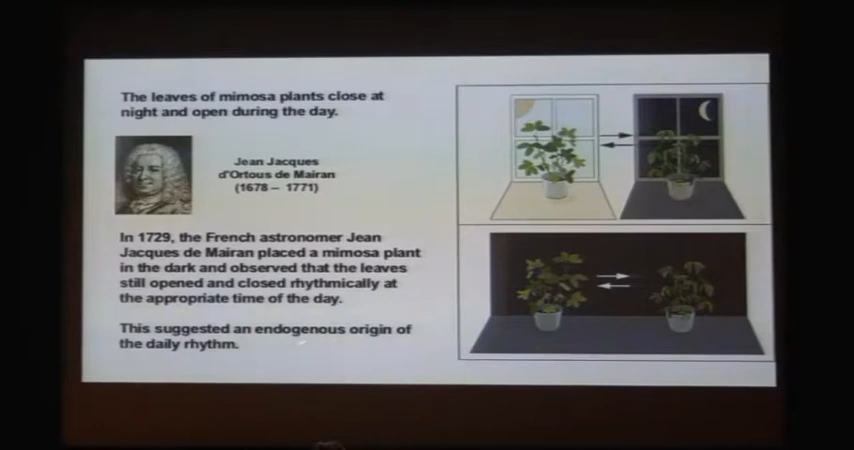 The leaves of mimosa plants close at
night and open during the day.
Jean Jacques
d'Ortous de Mairan
(1678 – 1771)
In 1729, the French astronomer Jean
Jacques de Mairan placed a mimosa plant
in the dark and observed that the leaves
still opened and closed rhythmically at
the appropriate time of the day.
This suggested an endogenous origin of
the daily rhythm.